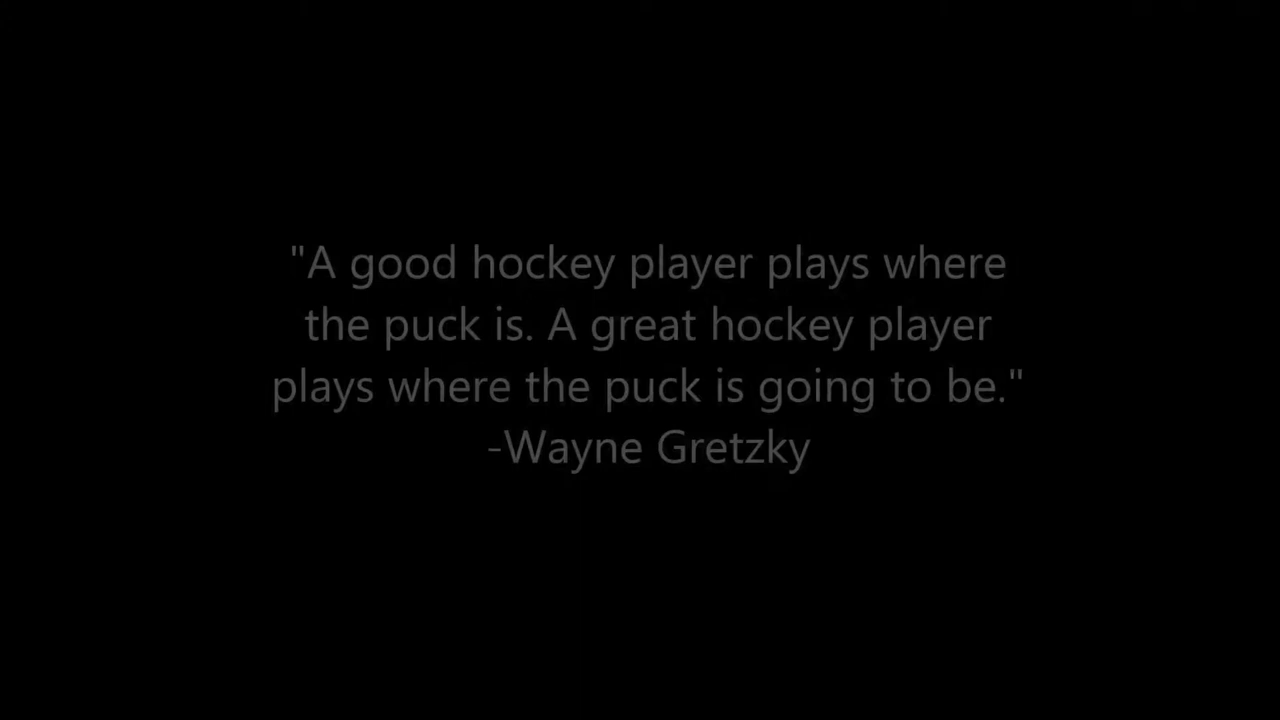 "A good hockey player plays where
the puck is. A great hockey player
plays where the puck is going to be."
-Wayne Gretzky